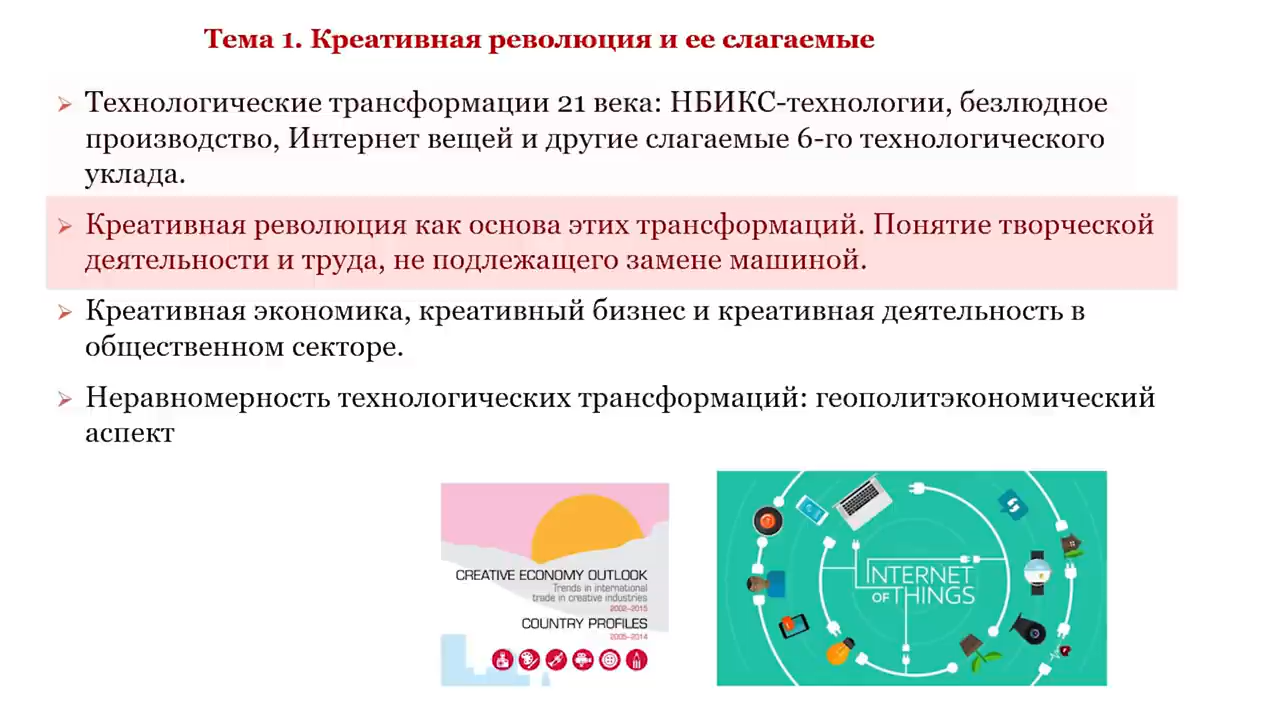 Тема 1. Креативная революция и ее слагаемые
Технологические трансформации 21 века: НБИКС-технологии, безлюдное
производство, Интернет вещей и другие слагаемые 6-го технологического
уклада.
Креативная революция как основа этих трансформаций. Понятие творческой
деятельности и труда, не подлежащего замене машиной.
Креативная экономика, креативный бизнес и креативная деятельность в
общественном секторе.
Неравномерность технологических трансформаций: геополитэкономический
аспект
CREATIVE ECONOMY OUTLOOK
Trends in international
trade in creative industries
2002–2015
COUNTRY PROFILES
2005–2014
INTERNET
OF THINGS